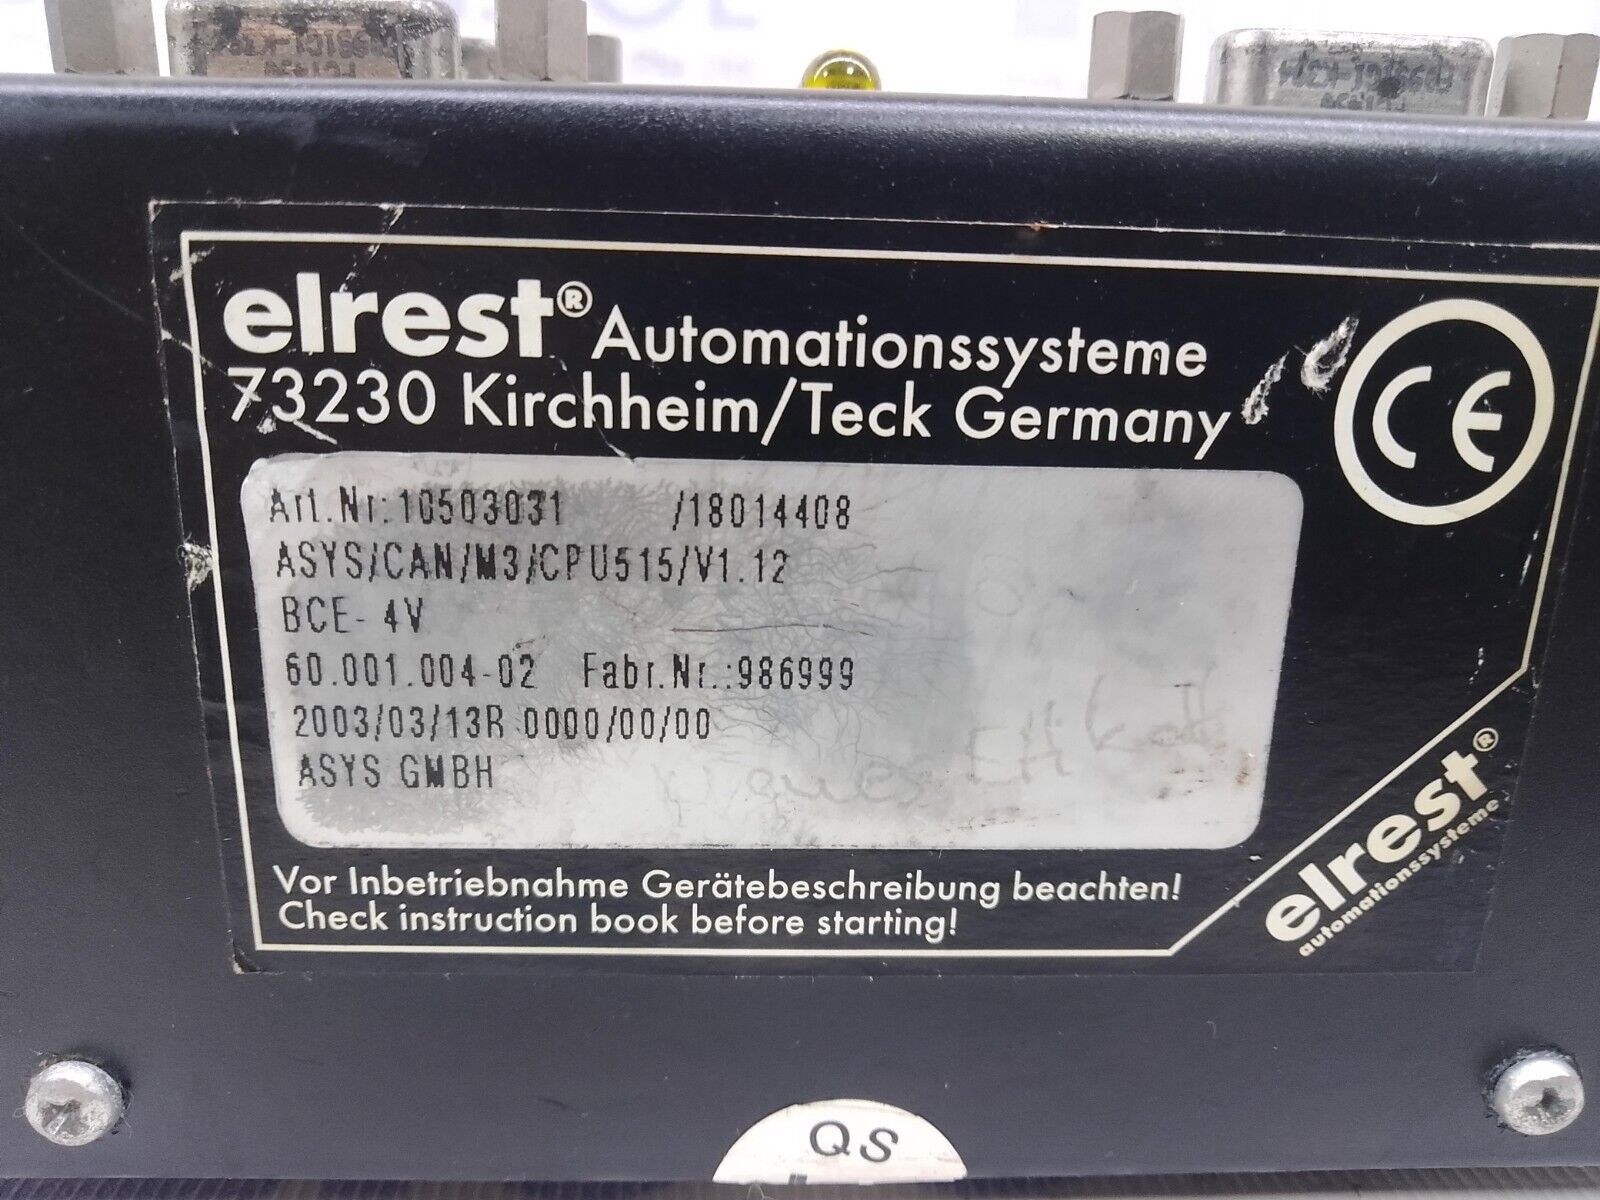 elrest® Automationssysteme
73230 Kirchheim/Teck Germany
CE
Art.Nr:10503031 /18014408
ASYS/CAN/M3/CPU515/V1.12
BCE- 4V
60.001.004-02 Fabr.Nr.:986999
2003/03/13R 0000/00/00
ASYS GMBH
Vor Inbetriebnahme Gerätebeschreibung beachten!
Check instruction book before starting!
elrest®
automationssysteme
QS